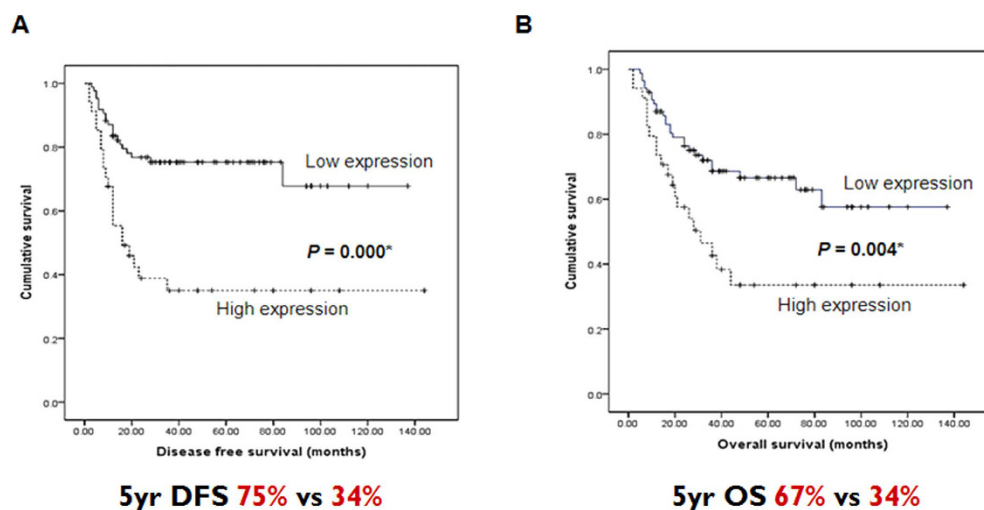 A
Cumulative survival
1.0
0.8
0.6
0.4
0.2
0.0
Low expression
P = 0.000*
High expression
0.00 20.00 40.00 60.00 80.00 100.00 120.00 140.00
Disease free survival (months)
5yr DFS 75% vs 34%
B
Cumulative survival
1.0
0.8
0.6
0.4
0.2
0.0
Low expression
P = 0.004*
High expression
0.00 20.00 40.00 60.00 80.00 100.00 120.00 140.00
Overall survival (months)
5yr OS 67% vs 34%